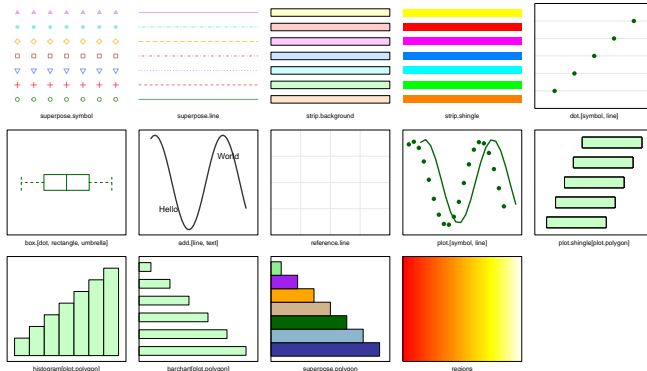 superpose.symbol
superpose.line
strip.background
strip.shingle
dot.[symbol, line]
World
Hello
box.[dot, rectangle, umbrella]
add.[line, text]
reference.line
plot.[symbol, line]
plot.shingle[plot.polygon]
histogram[plot.polygon]
barchart[plot.polygon]
superpose.polygon
regions